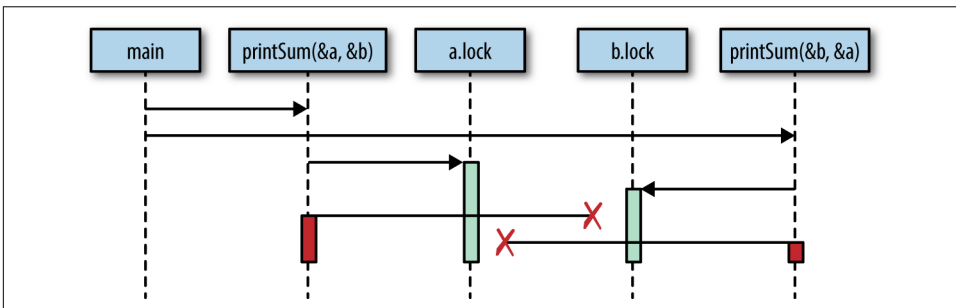 main
printSum(&a, &b)
a.lock
b.lock
printSum(&b, &a)